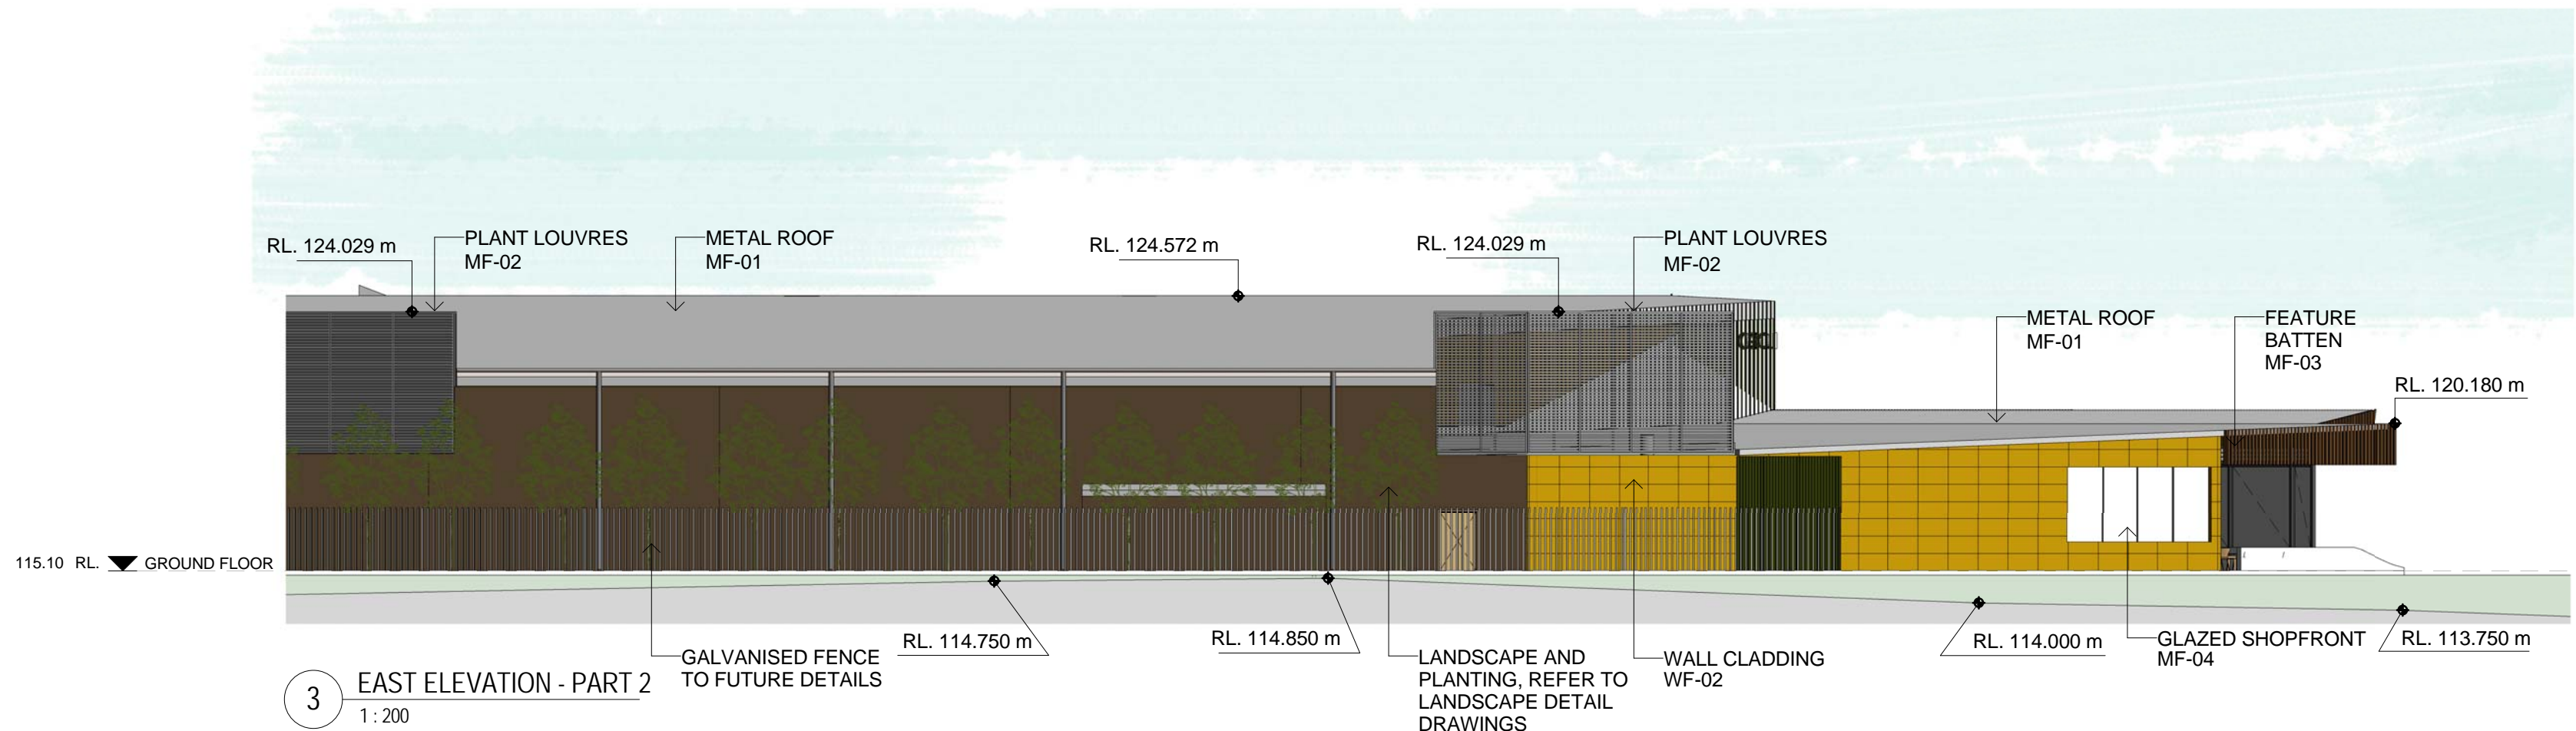 RL. 124.029 m
PLANT LOUVRES
MF-02
METAL ROOF
MF-01
RL. 124.572 m
RL. 124.029 m
PLANT LOUVRES
MF-02
METAL ROOF
MF-01
FEATURE
BATTEN
MF-03
RL. 120.180 m
115.10 RL.
GROUND FLOOR
GALVANISED FENCE
TO FUTURE DETAILS
RL. 114.750 m
RL. 114.850 m
LANDSCAPE AND
PLANTING, REFER TO
LANDSCAPE DETAIL
DRAWINGS
WALL CLADDING
WF-02
RL. 114.000 m
GLAZED SHOPFRONT
MF-04
RL. 113.750 m
3
EAST ELEVATION - PART 2
1 : 200